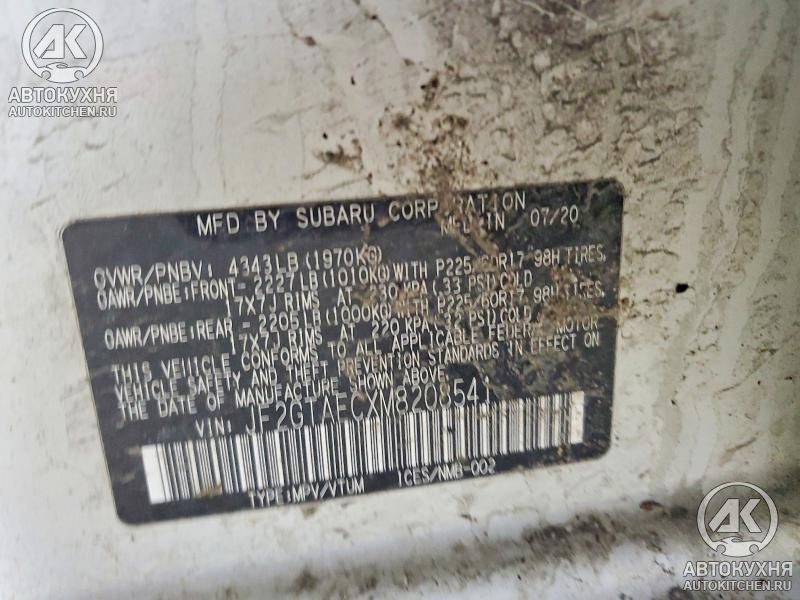 AK
АВТОКУХНЯ
AUTOKITCHEN.RU
MFD BY SUBARU CORPORATION
IN 07/20
GVWR/PNBV: 4343LB (1970KG)
GAWR/PNBE:FRONT- 2227LB (1010KG) WITH P225/60R17 98H TIRES,
17X7J RIMS AT 230 KPA (33 PSI) COLD
GAWR/PNBE:REAR - 2205LB (1000KG) WITH P225/60R17 98H TIRES,
17X7J RIMS AT 220 KPA (32 PSI) COLD
THIS VEHICLE CONFORMS TO ALL APPLICABLE FEDERAL MOTOR
VEHICLE SAFETY AND THEFT PREVENTION STANDARDS IN EFFECT ON
THE DATE OF MANUFACTURE SHOWN ABOVE.
VIN: JF2GTAECXM8208541
TYPE:MPV/VTUM ICES/NMB-002
AK
АВТОКУХНЯ
AUTOKITCHEN.RU